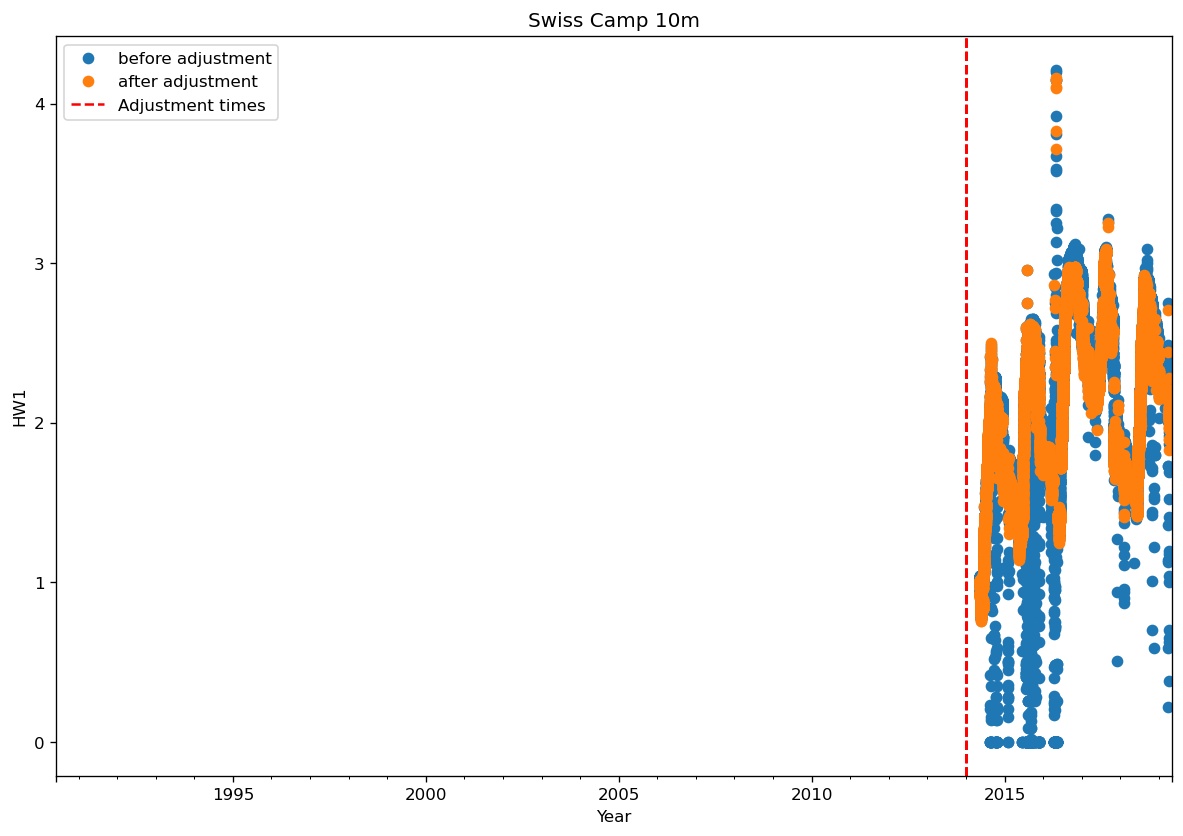 Swiss Camp 10m
before adjustment
after adjustment
Adjustment times
HW1
4
3
2
1
0
1995 2000 2005 2010 2015
Year